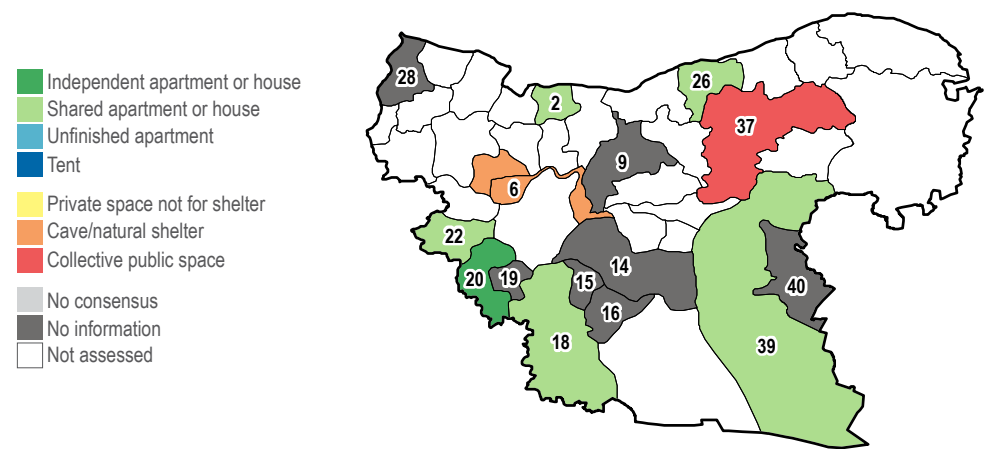 Independent apartment or house
Shared apartment or house
Unfinished apartment
Tent
Private space not for shelter
Cave/natural shelter
Collective public space
No consensus
No information
Not assessed
28
2
26
37
9
6
22
20
19
14
15
16
18
40
39